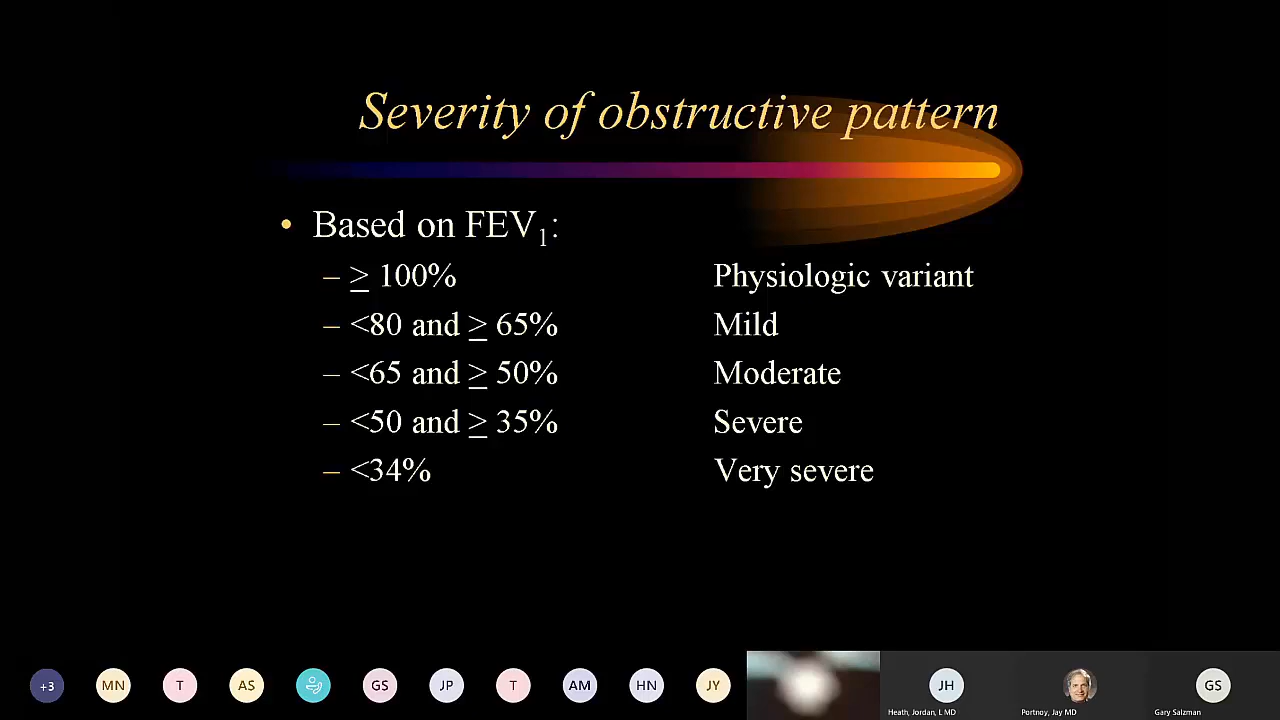 Severity of obstructive pattern
• Based on FEV₁:
– ≥ 100% Physiologic variant
– <80 and ≥ 65% Mild
– <65 and ≥ 50% Moderate
– <50 and ≥ 35% Severe
– <34% Very severe
+3 MN T AS GS JP T AM HN JY JH GS
Heath, Jordan, L MD Portnoy, Jay MD Gary Salzman